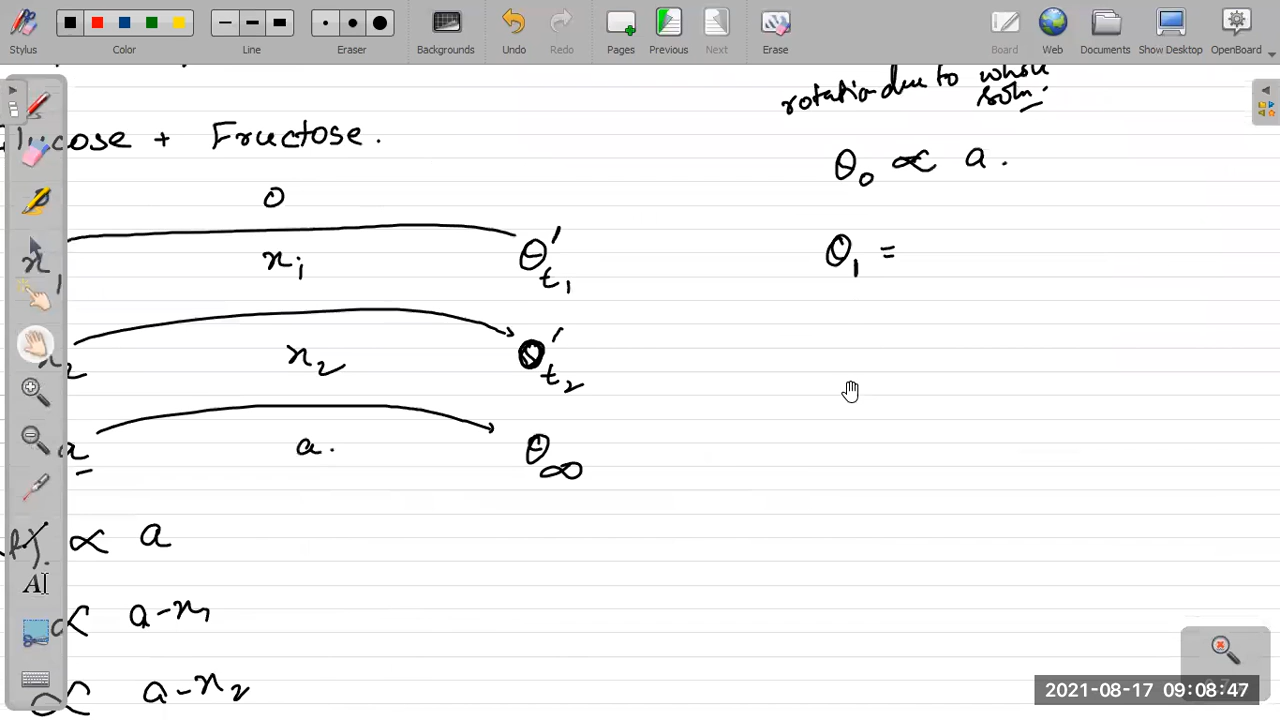 Stylus Color Line Eraser Backgrounds Undo Redo Pages Previous Next Erase Board Web Documents Show Desktop OpenBoard
rotation due to whole
soln.
+ Fructose.
θ₀ ∝ a.
0
x₁ θ't₁
θ₁ =
x₂ θ't₂
a. θ∞
∝ a
∝ a-x₁
∝ a-x₂
2021-08-17 09:08:47